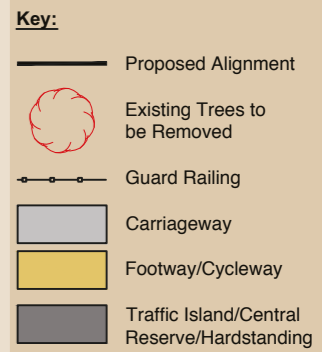 Key:
Proposed Alignment
Existing Trees to
be Removed
Guard Railing
Carriageway
Footway/Cycleway
Traffic Island/Central
Reserve/Hardstanding